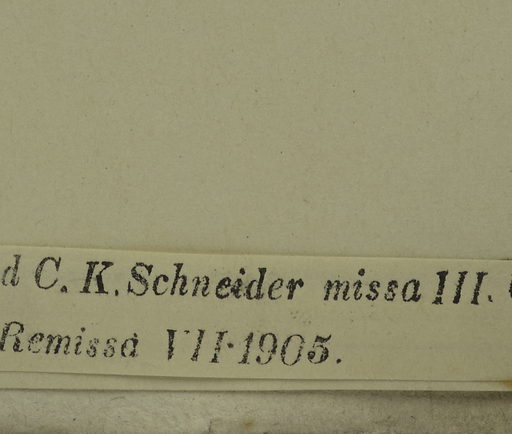 d C. K. Schneider missa III.
Remissa VII·1905.